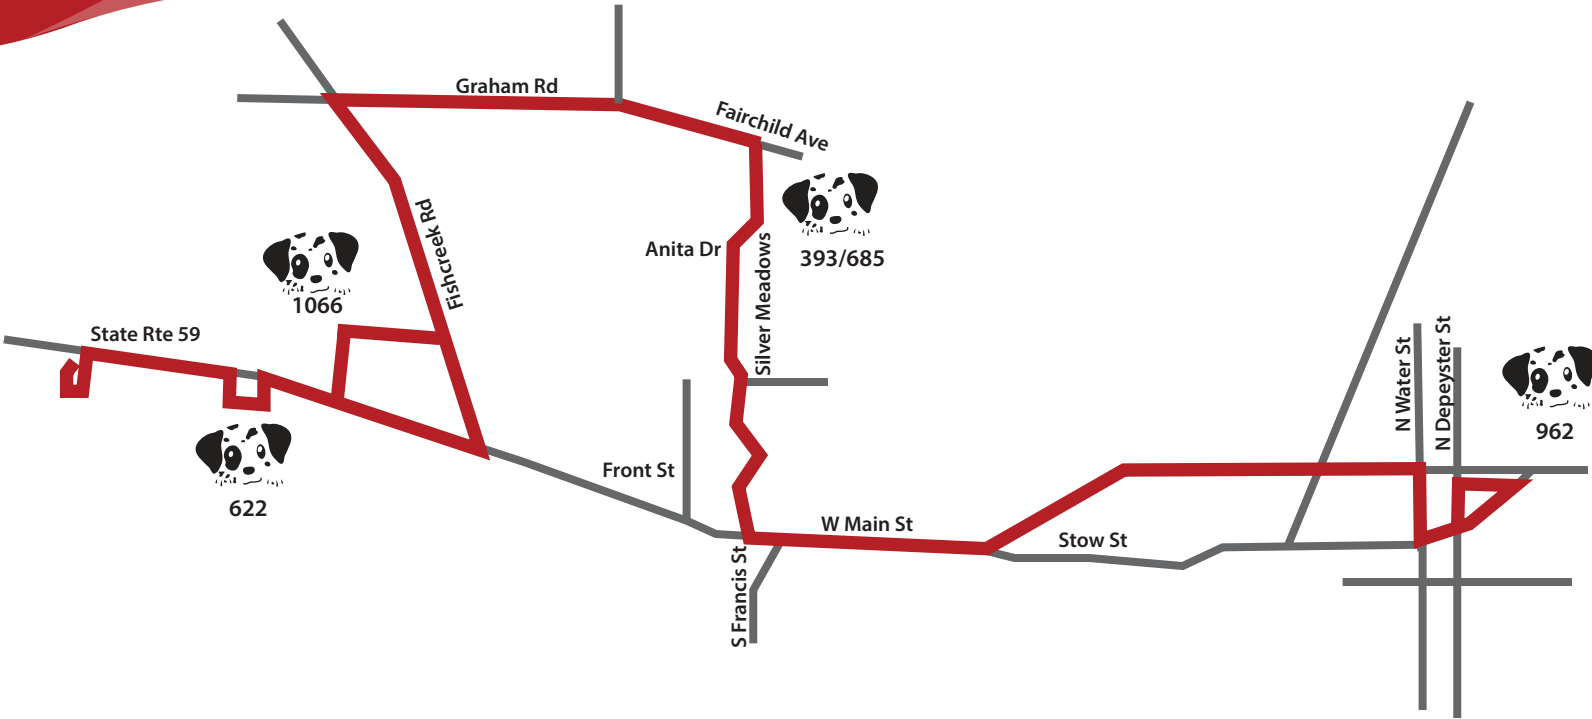 Graham Rd
Fairchild Ave
Fishcreek Rd
Anita Dr
Silver Meadows
393/685
1066
State Rte 59
622
Front St
W Main St
S Francis St
Stow St
N Water St
N Depeyster St
962